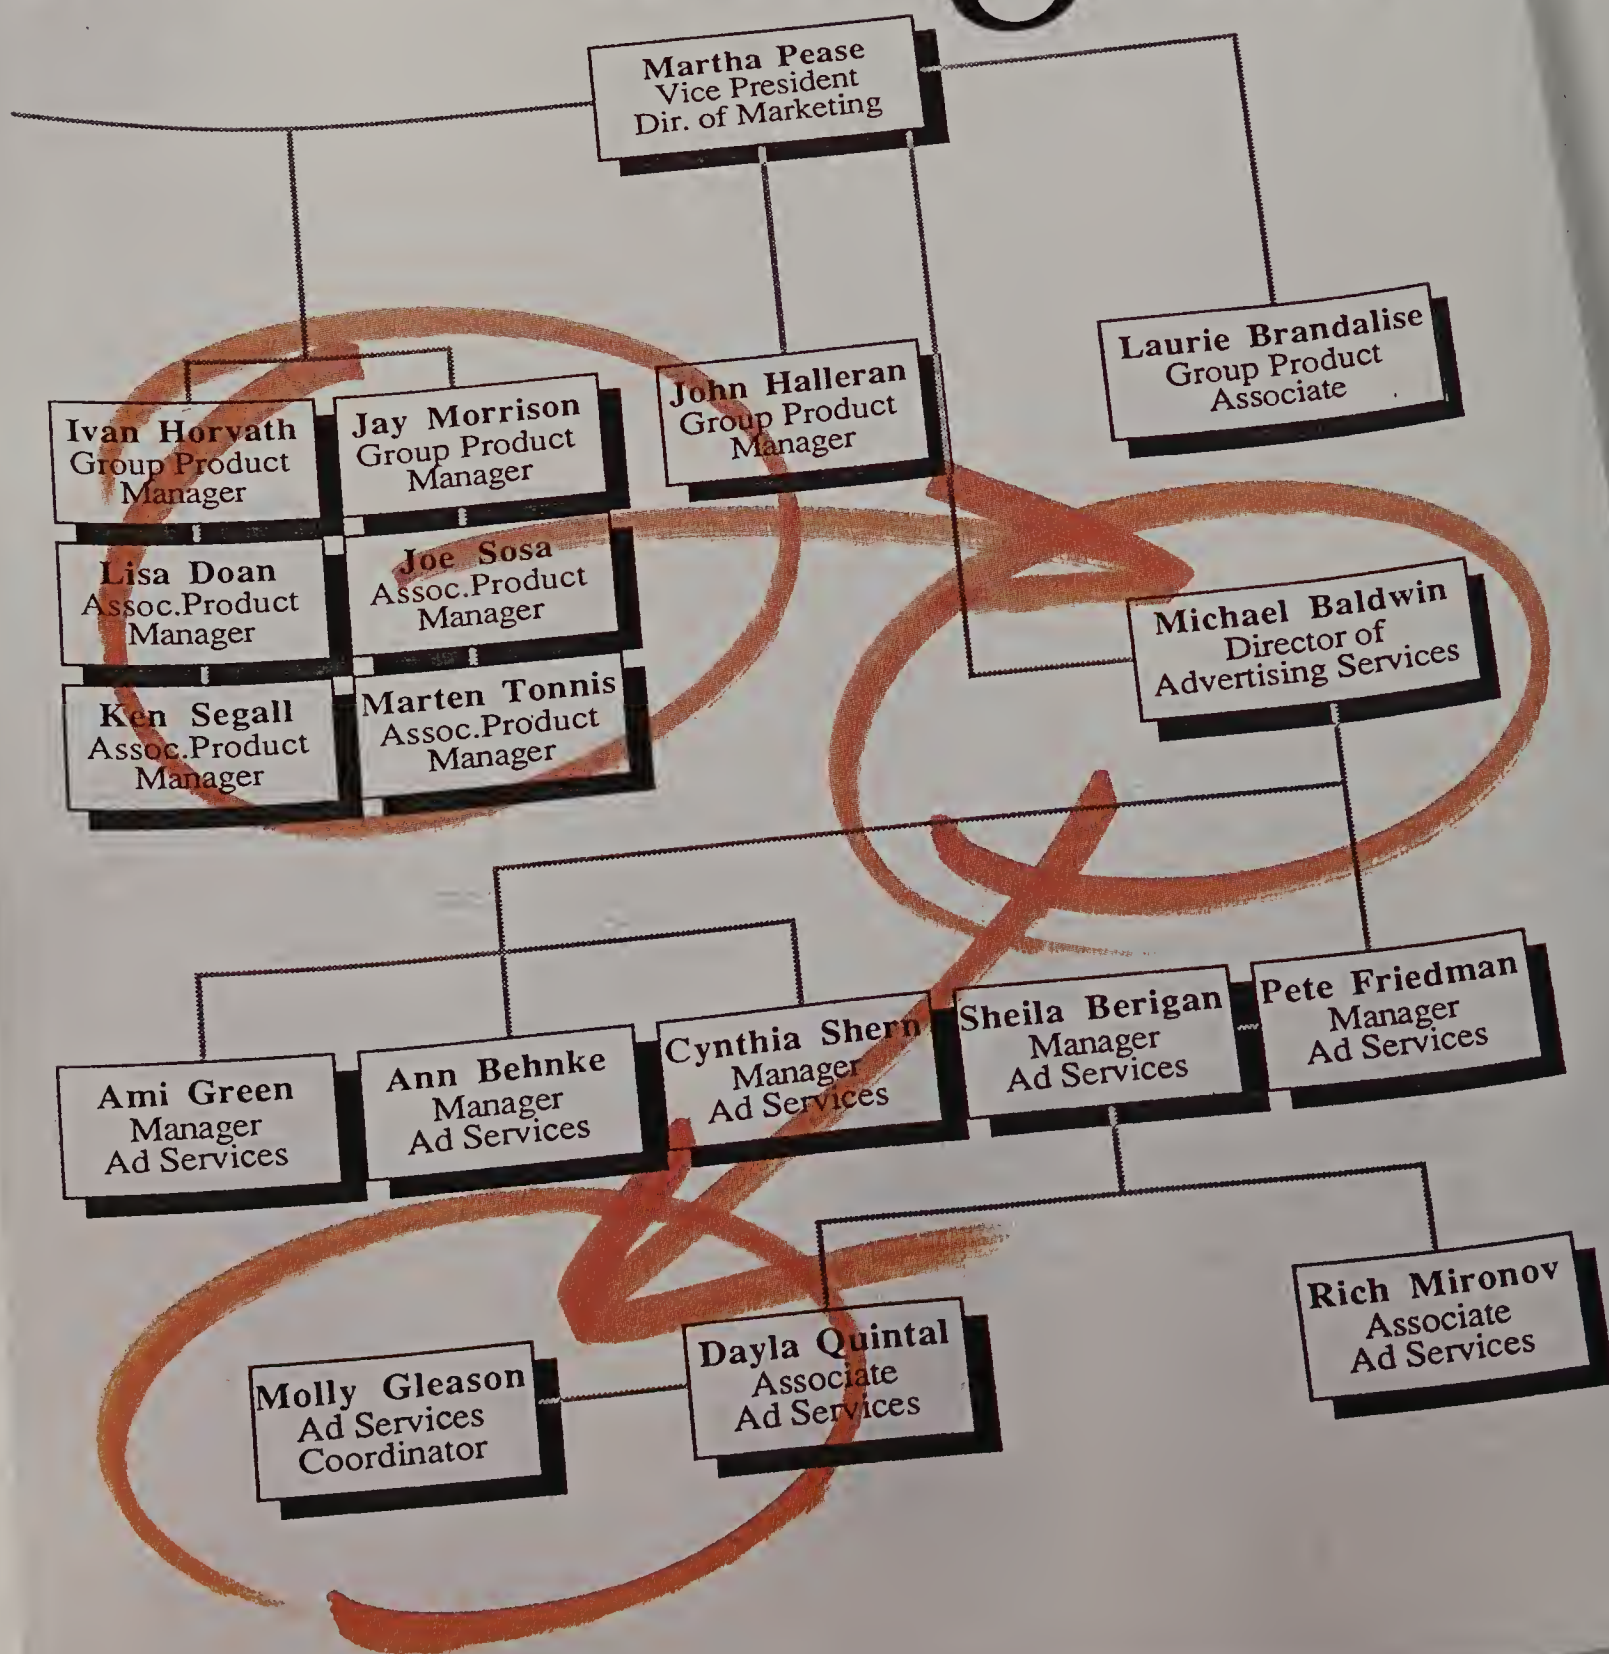 Martha Pease
Vice President
Dir. of Marketing
Laurie Brandalise
Group Product
Associate
John Halleran
Group Product
Manager
Ivan Horvath
Group Product
Manager
Jay Morrison
Group Product
Manager
Lisa Doan
Assoc.Product
Manager
Joe Sosa
Assoc.Product
Manager
Ken Segall
Assoc.Product
Manager
Marten Tonnis
Assoc.Product
Manager
Michael Baldwin
Director of
Advertising Services
Ami Green
Manager
Ad Services
Ann Behnke
Manager
Ad Services
Cynthia Shern
Manager
Ad Services
Sheila Berigan
Manager
Ad Services
Pete Friedman
Manager
Ad Services
Molly Gleason
Ad Services
Coordinator
Dayla Quintal
Associate
Ad Services
Rich Mironov
Associate
Ad Services